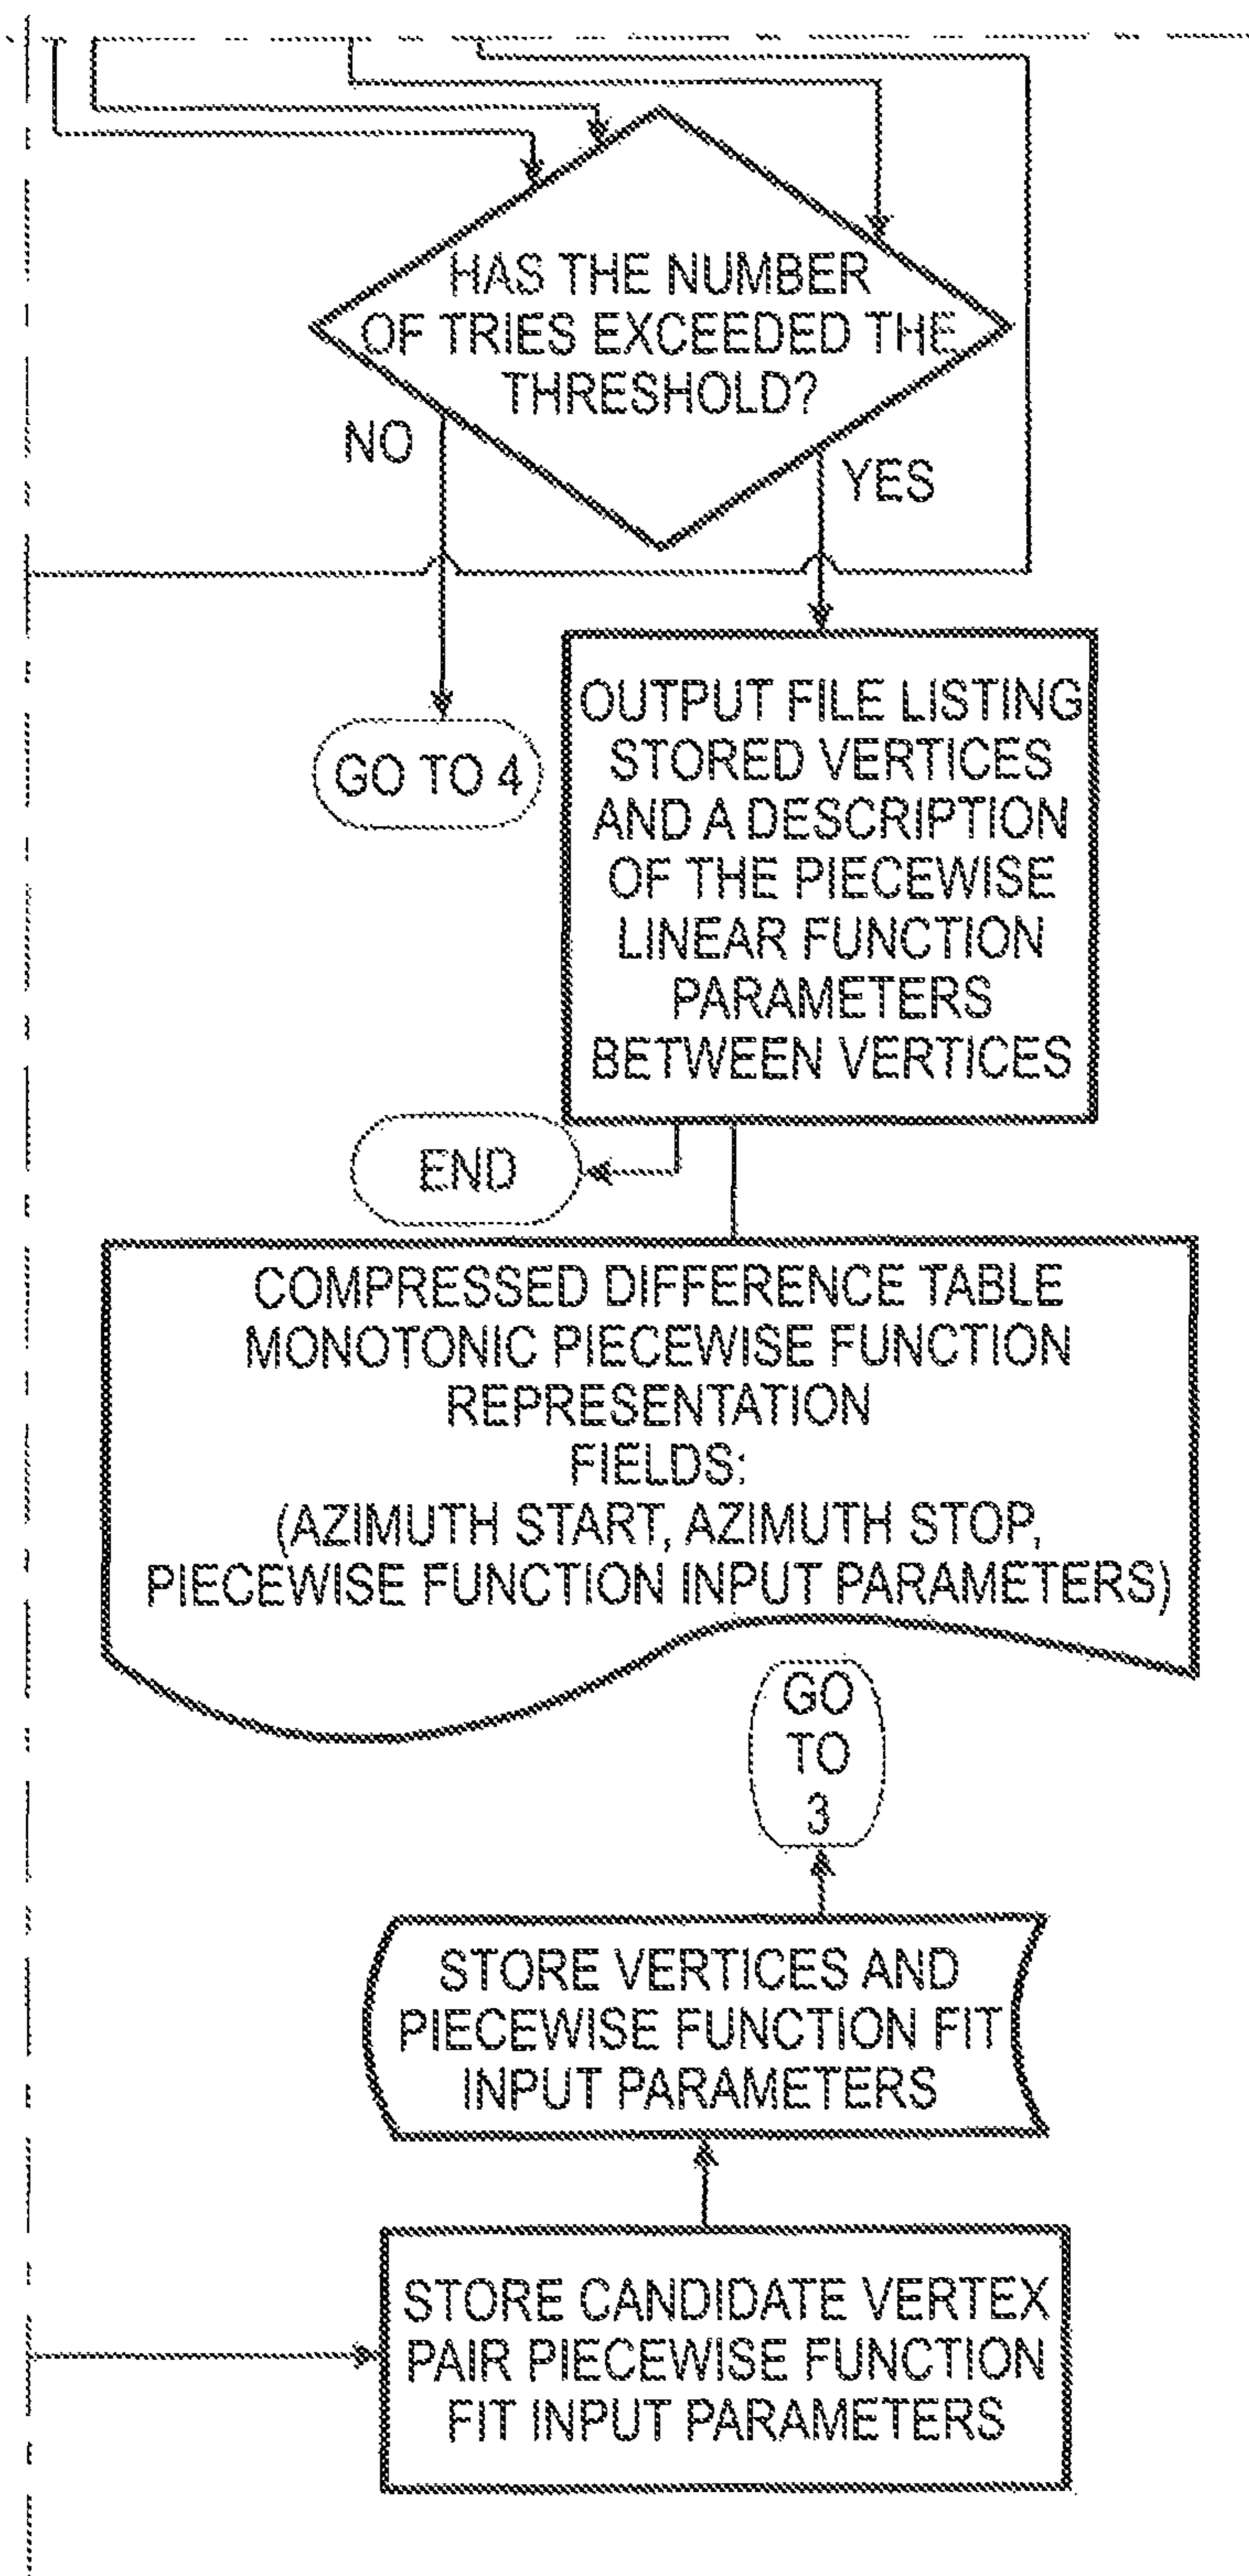 HAS THE NUMBER
OF TRIES EXCEEDED THE
THRESHOLD?
NO
YES
GO TO 4
OUTPUT FILE LISTING
STORED VERTICES
AND A DESCRIPTION
OF THE PIECEWISE
LINEAR FUNCTION
PARAMETERS
BETWEEN VERTICES
END
COMPRESSED DIFFERENCE TABLE
MONOTONIC PIECEWISE FUNCTION
REPRESENTATION
FIELDS:
(AZIMUTH START, AZIMUTH STOP,
PIECEWISE FUNCTION INPUT PARAMETERS)
GO
TO
3
STORE VERTICES AND
PIECEWISE FUNCTION FIT
INPUT PARAMETERS
STORE CANDIDATE VERTEX
PAIR PIECEWISE FUNCTION
FIT INPUT PARAMETERS